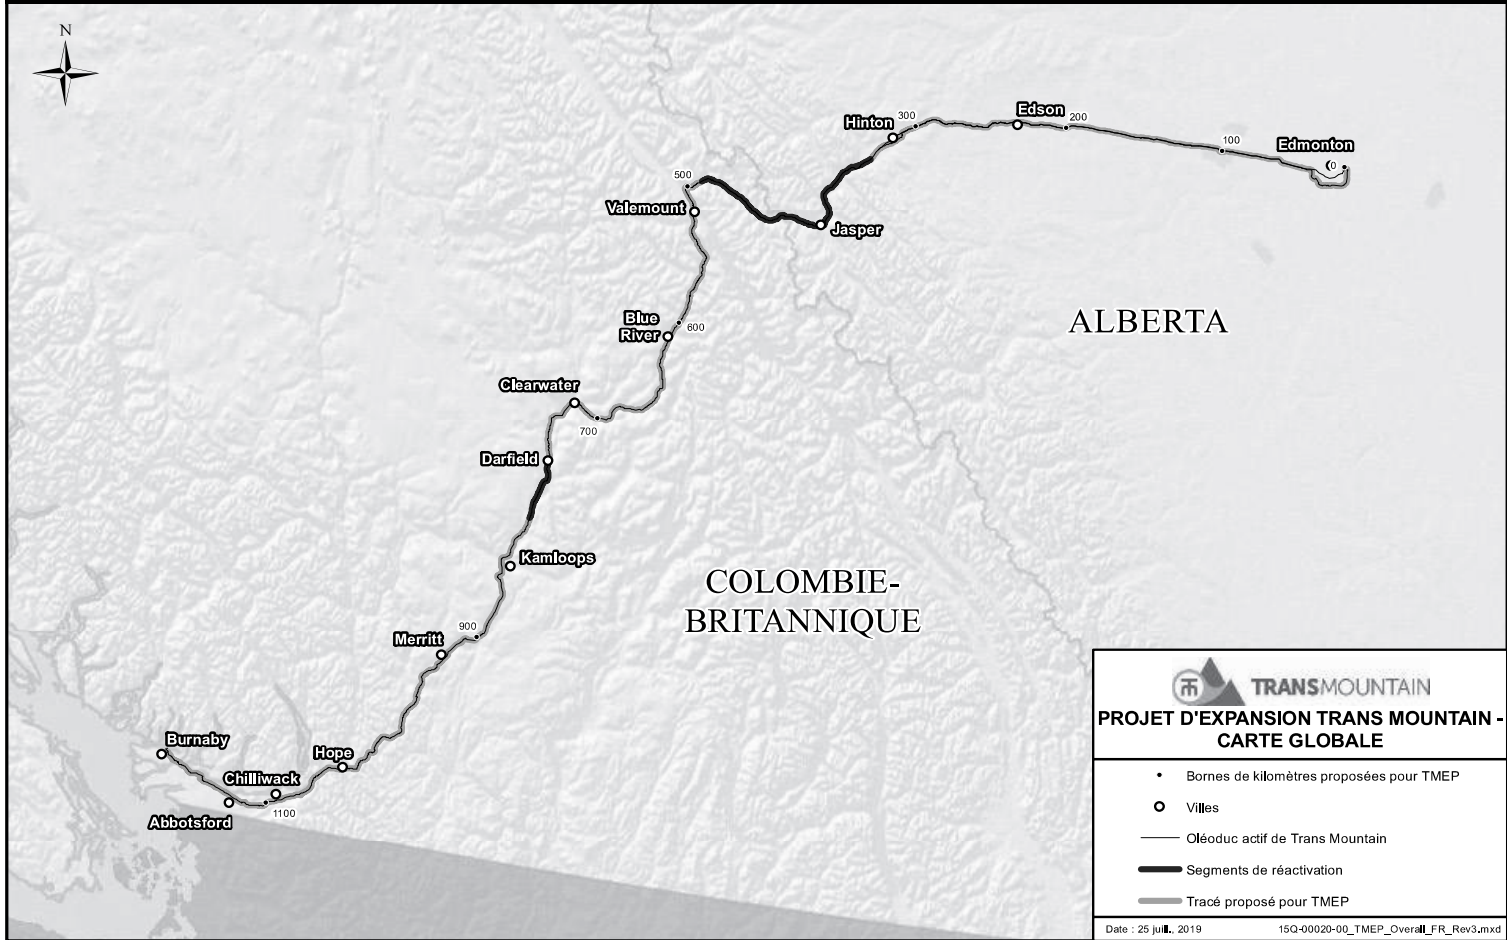 N
Edson
Hinton
300
200
100
Edmonton
0
500
Valemount
Jasper
Blue
River
600
ALBERTA
Clearwater
700
Darfield
Kamloops
COLOMBIE-
BRITANNIQUE
900
Merritt
Burnaby
Hope
Chilliwack
1100
Abbotsford
TRANSMOUNTAIN
PROJET D'EXPANSION TRANS MOUNTAIN -
CARTE GLOBALE
Bornes de kilomètres proposées pour TMEP
Villes
Oléoduc actif de Trans Mountain
Segments de réactivation
Tracé proposé pour TMEP
Date : 25 juil., 2019 15Q-00020-00_TMEP_Overall_FR_Rev3.mxd